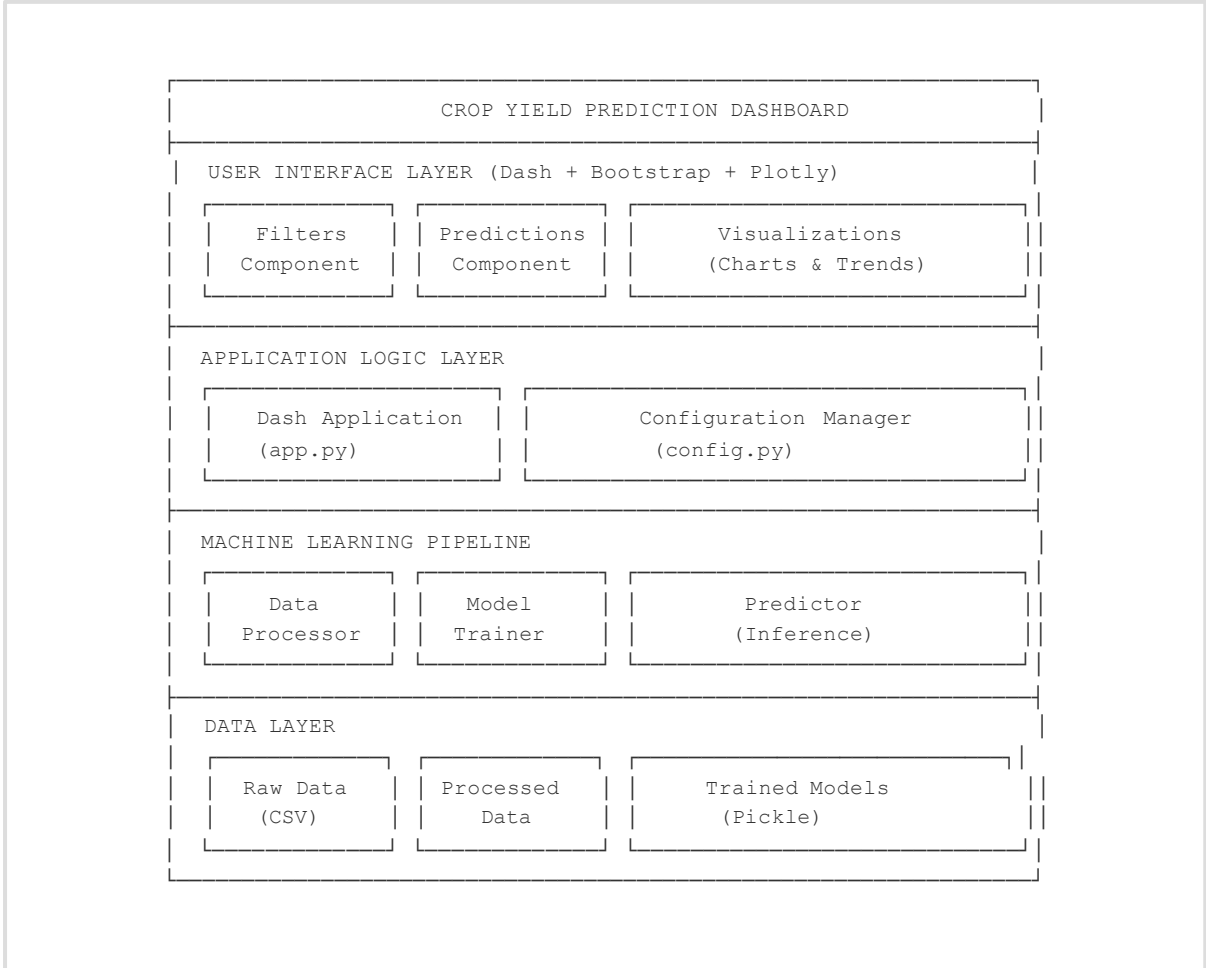 CROP YIELD PREDICTION DASHBOARD
USER INTERFACE LAYER (Dash + Bootstrap + Plotly)
Filters Component
Predictions Component
Visualizations
(Charts & Trends)
APPLICATION LOGIC LAYER
Dash Application
(app.py)
Configuration Manager
(config.py)
MACHINE LEARNING PIPELINE
Data
Processor
Model
Trainer
Predictor
(Inference)
DATA LAYER
Raw Data
(CSV)
Processed
Data
Trained Models
(Pickle)